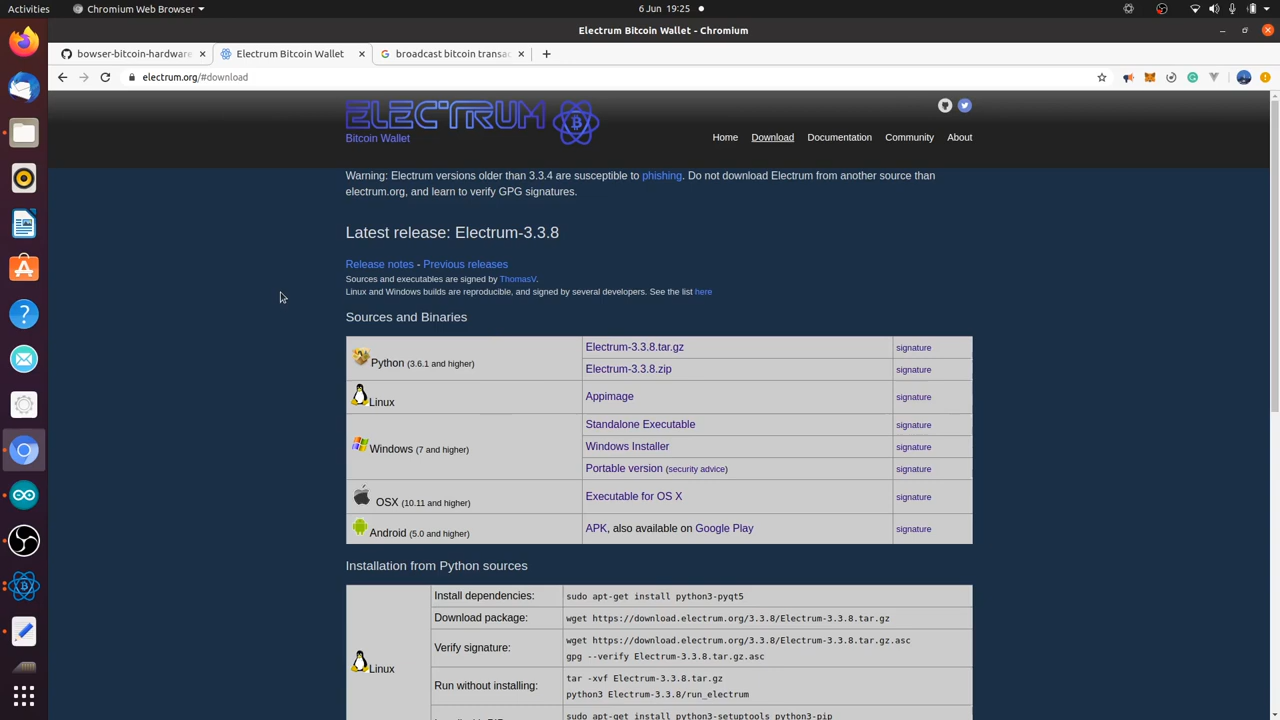 Activities
Chromium Web Browser
6 Jun 19:25
Electrum Bitcoin Wallet - Chromium
bowser-bitcoin-hardware
Electrum Bitcoin Wallet
broadcast bitcoin transac
electrum.org/#download
ELECTRUM
Bitcoin Wallet
Home
Download
Documentation
Community
About
Warning: Electrum versions older than 3.3.4 are susceptible to phishing. Do not download Electrum from another source than
electrum.org, and learn to verify GPG signatures.
Latest release: Electrum-3.3.8
Release notes - Previous releases
Sources and executables are signed by ThomasV.
Linux and Windows builds are reproducible, and signed by several developers. See the list here
Sources and Binaries
Python (3.6.1 and higher)
Electrum-3.3.8.tar.gz
signature
Electrum-3.3.8.zip
signature
Linux
Appimage
signature
Windows (7 and higher)
Standalone Executable
signature
Windows Installer
signature
Portable version (security advice)
signature
OSX (10.11 and higher)
Executable for OS X
signature
Android (5.0 and higher)
APK, also available on Google Play
signature
Installation from Python sources
Linux
Install dependencies:
sudo apt-get install python3-pyqt5
Download package:
wget https://download.electrum.org/3.3.8/Electrum-3.3.8.tar.gz
Verify signature:
wget https://download.electrum.org/3.3.8/Electrum-3.3.8.tar.gz.asc
gpg --verify Electrum-3.3.8.tar.gz.asc
Run without installing:
tar -xvf Electrum-3.3.8.tar.gz
python3 Electrum-3.3.8/run_electrum
sudo apt-get install python3-setuptools python3-pip